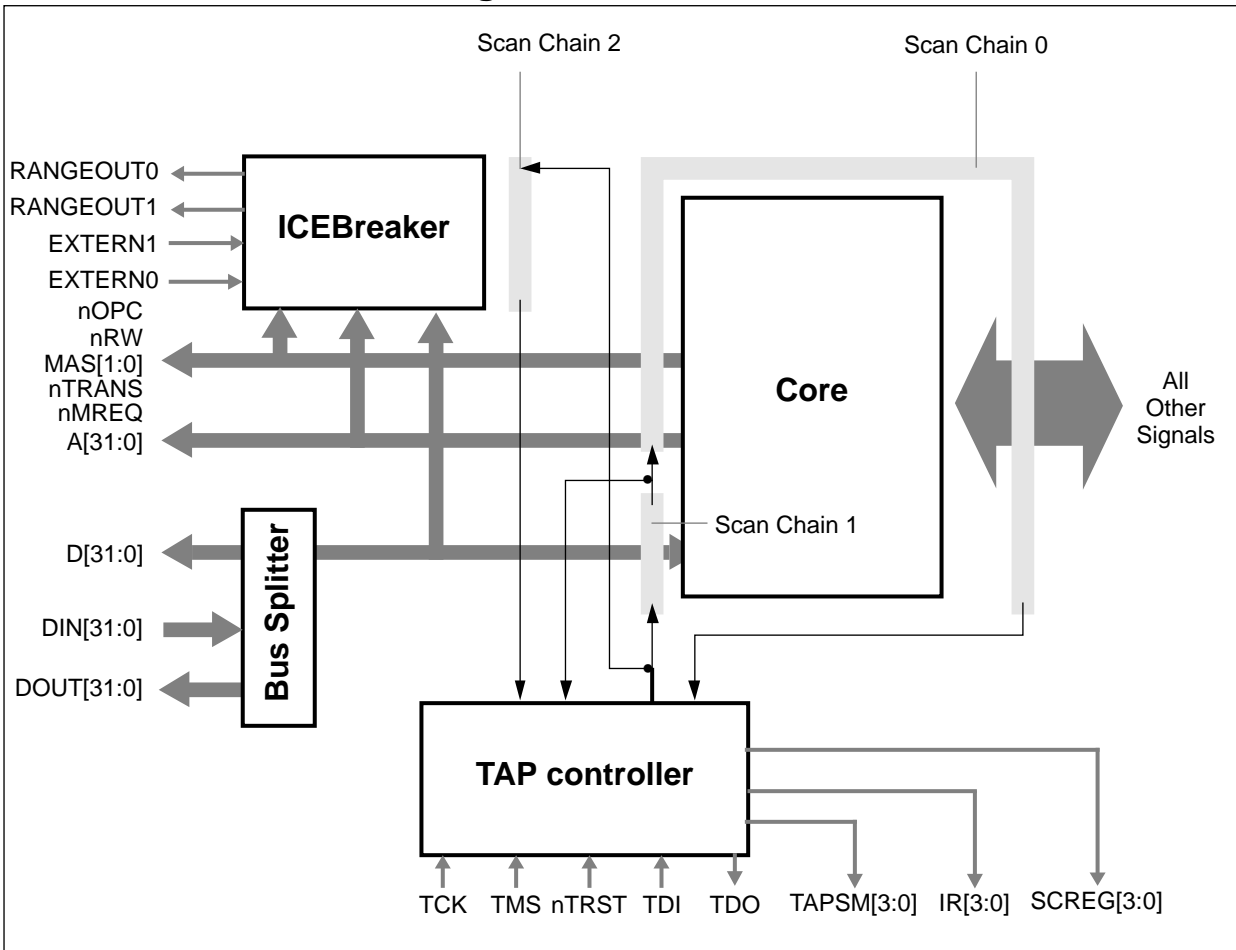 Scan Chain 2
Scan Chain 0
RANGEOUT0
RANGEOUT1
EXTERN1
EXTERN0
nOPC
nRW
MAS[1:0]
nTRANS
nMREQ
A[31:0]
ICEBreaker
Core
All
Other
Signals
Scan Chain 1
D[31:0]
DIN[31:0]
DOUT[31:0]
Bus Splitter
TAP controller
TCK
TMS
nTRST
TDI
TDO
TAPSM[3:0]
IR[3:0]
SCREG[3:0]